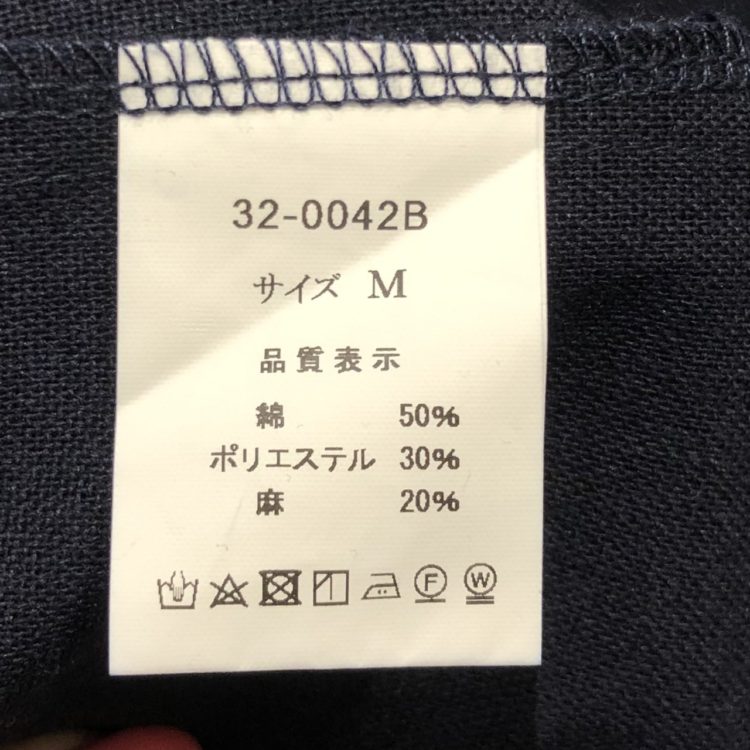 32-0042B
サイズ M
品質表示
綿 50%
ポリエステル 30%
麻 20%
F W